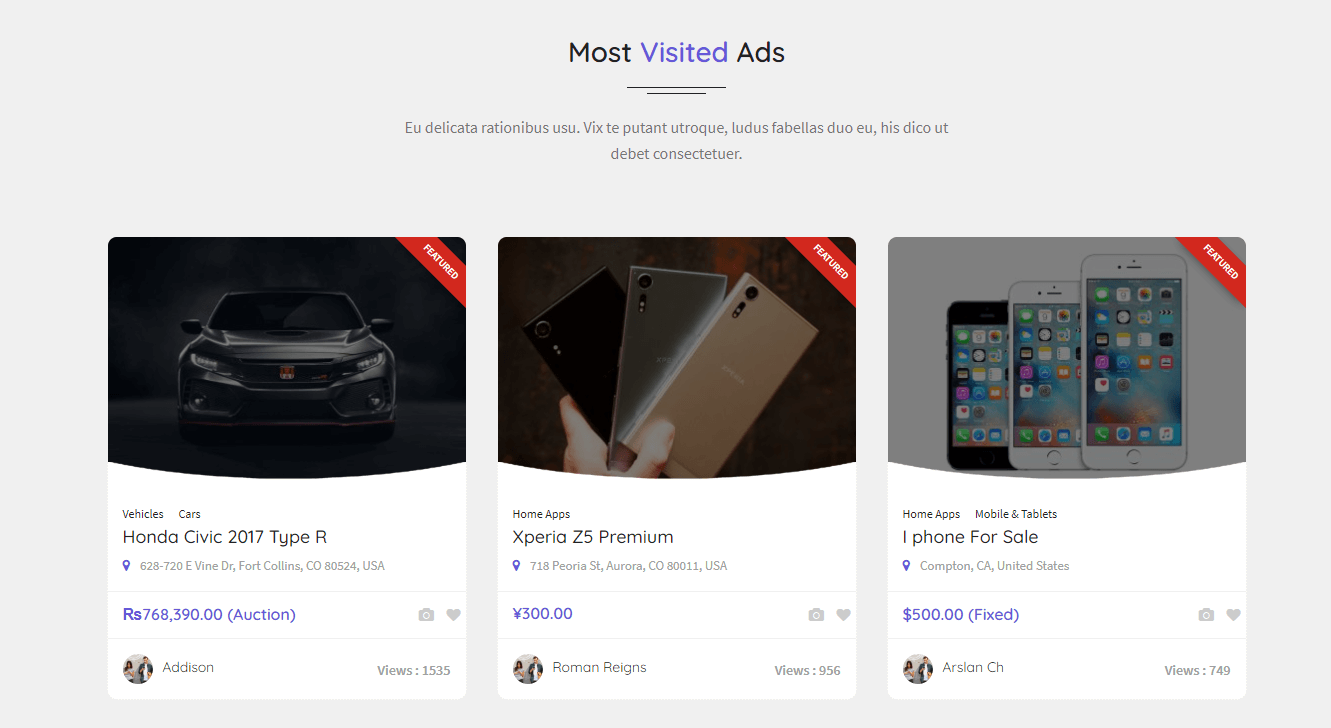 Most Visited Ads
Eu delicata rationibus usu. Vix te putant utroque, ludus fabellas duo eu, his dico ut
debet consectetuer.
FEATURED
Vehicles Cars
Honda Civic 2017 Type R
628-720 E Vine Dr, Fort Collins, CO 80524, USA
Rs768,390.00 (Auction)
Addison
Views : 1535
FEATURED
XPERIA
XPERIA
Home Apps
Xperia Z5 Premium
718 Peoria St, Aurora, CO 80011, USA
¥300.00
Roman Reigns
Views : 956
FEATURED
Home Apps Mobile & Tablets
I phone For Sale
Compton, CA, United States
$500.00 (Fixed)
Arslan Ch
Views : 749